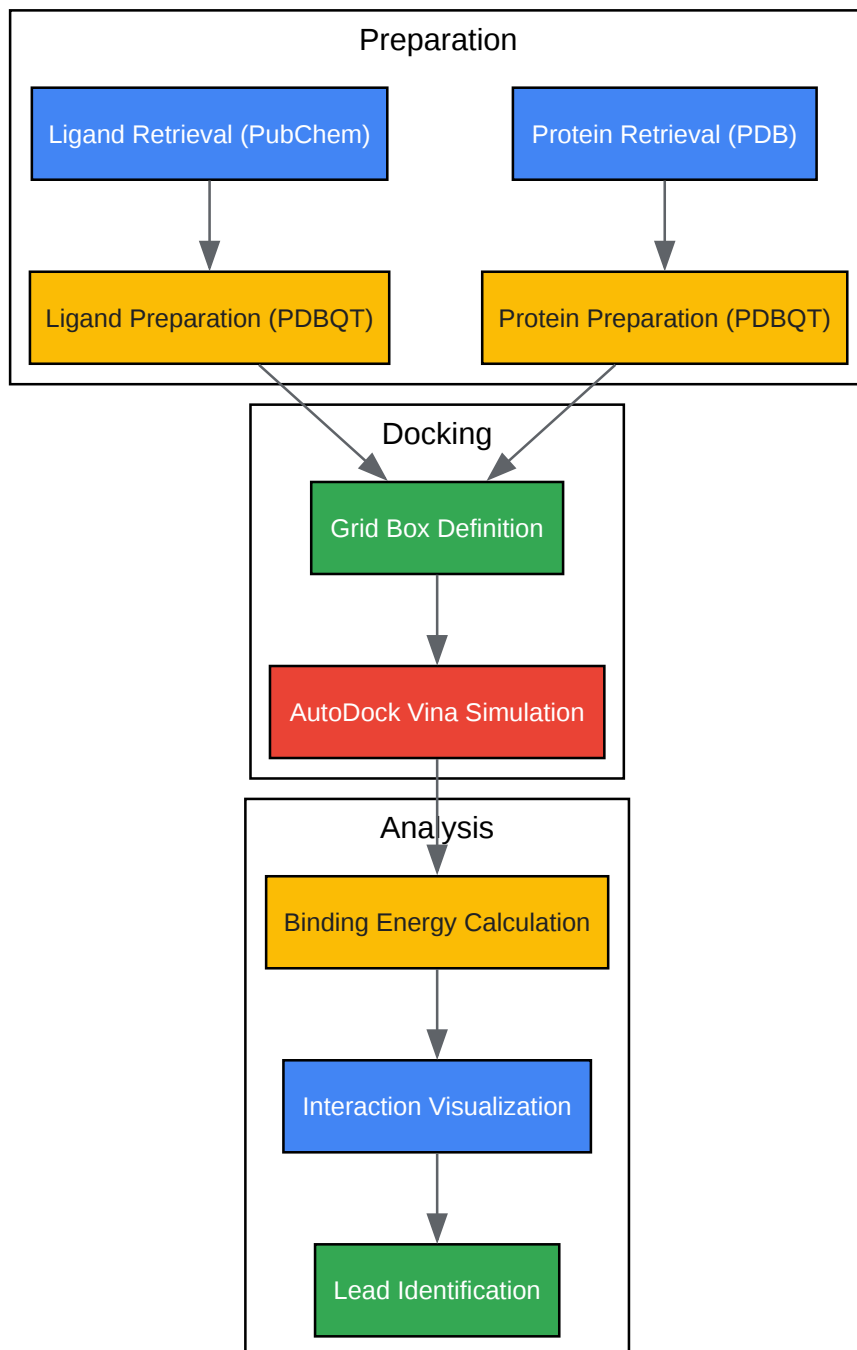 Preparation
Ligand Retrieval (PubChem)
Protein Retrieval (PDB)
Ligand Preparation (PDBQT)
Protein Preparation (PDBQT)
Docking
Grid Box Definition
AutoDock Vina Simulation
Analysis
Binding Energy Calculation
Interaction Visualization
Lead Identification